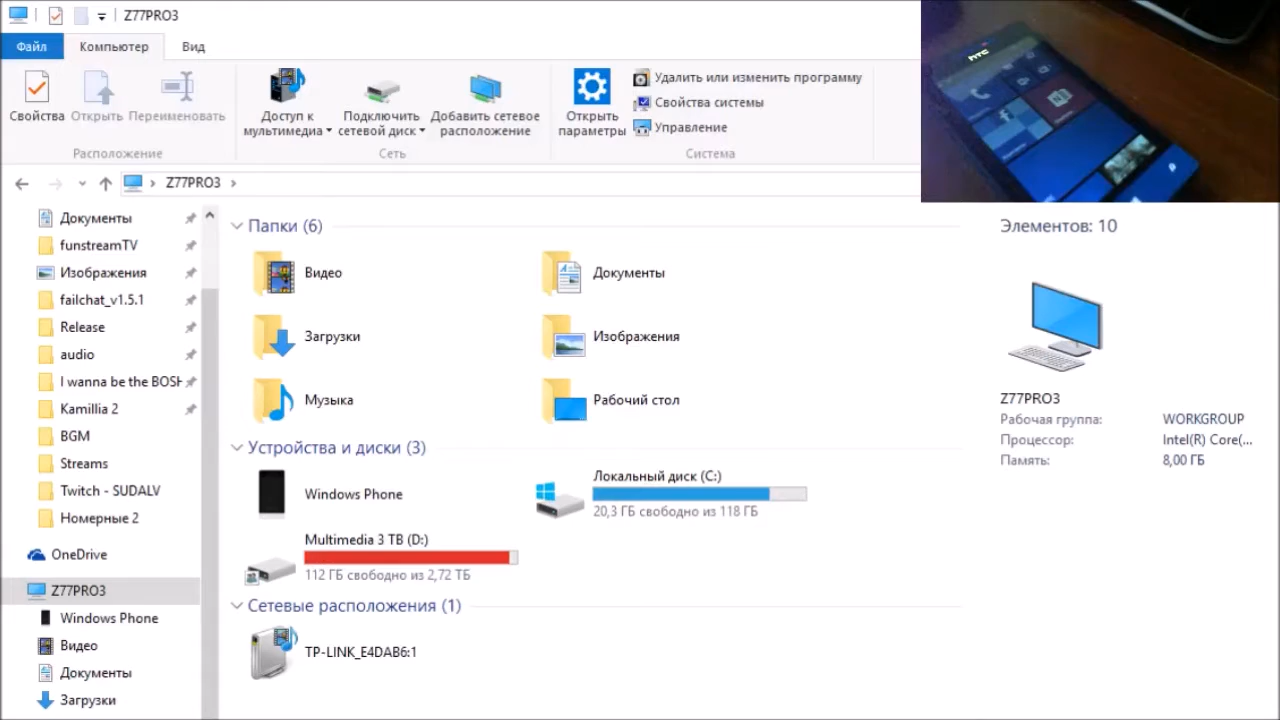 Z77PRO3
Файл
Компьютер
Вид
Свойства
Открыть
Переименовать
Расположение
Доступ к
мультимедиа
Подключить
сетевой диск
Добавить сетевое
расположение
Сеть
Открыть
параметры
Удалить или изменить программу
Свойства системы
Управление
Система
hTC
Z77PRO3
Документы
funstreamTV
Изображения
failchat_v1.5.1
Release
audio
I wanna be the BOSH
Kamillia 2
BGM
Streams
Twitch - SUDALV
Номерные 2
OneDrive
Z77PRO3
Windows Phone
Видео
Документы
Загрузки
Папки (6)
Видео
Документы
Загрузки
Изображения
Музыка
Рабочий стол
Устройства и диски (3)
Windows Phone
Локальный диск (C:)
20,3 ГБ свободно из 118 ГБ
Multimedia 3 TB (D:)
112 ГБ свободно из 2,72 ТБ
Сетевые расположения (1)
TP-LINK_E4DAB6:1
Элементов: 10
Z77PRO3
Рабочая группа: WORKGROUP
Процессор: Intel(R) Core(...
Память: 8,00 ГБ